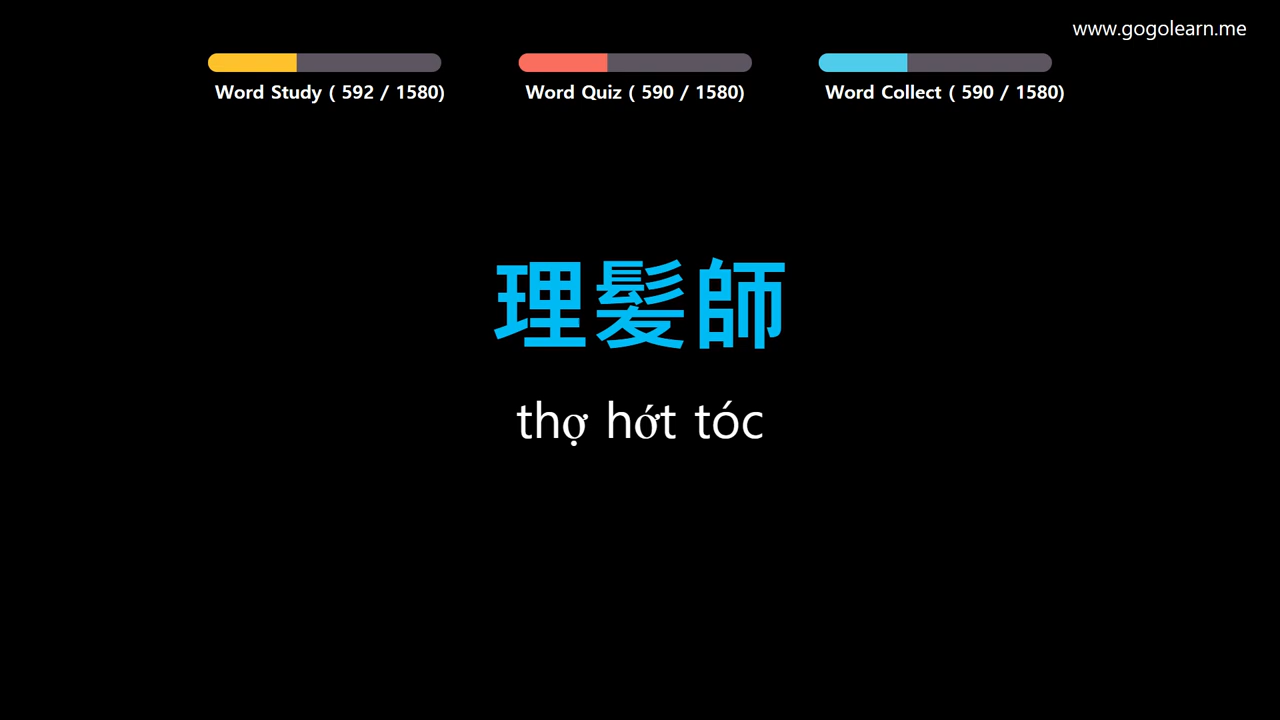 www.gogolearn.me
Word Study ( 592 / 1580)
Word Quiz ( 590 / 1580)
Word Collect ( 590 / 1580)
理髮師
thợ hớt tóc